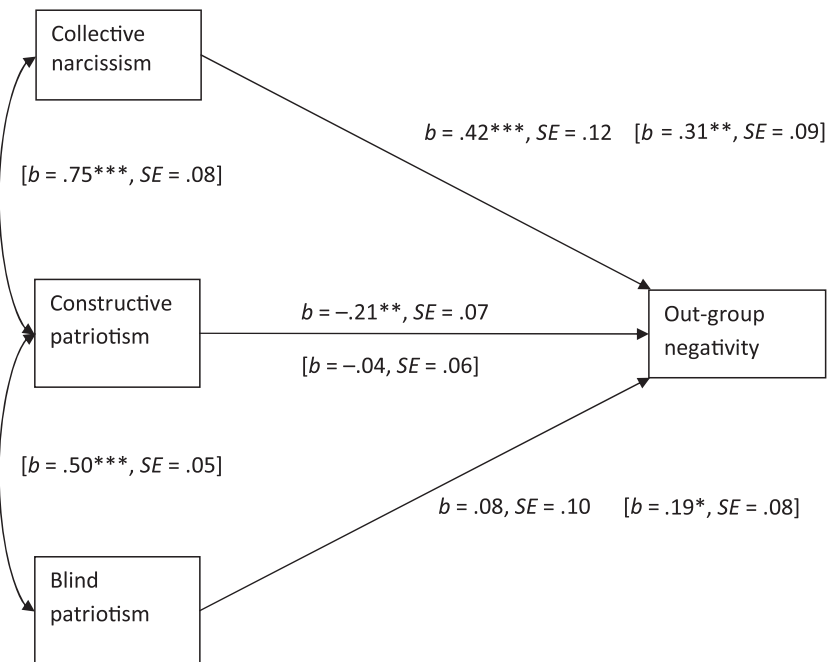 Collective
narcissism
b = .42***, SE = .12 [b = .31**, SE = .09]
[b = .75***, SE = .08]
Constructive
patriotism
b = –.21**, SE = .07
[b = –.04, SE = .06]
Out-group
negativity
[b = .50***, SE = .05]
b = .08, SE = .10 [b = .19*, SE = .08]
Blind
patriotism